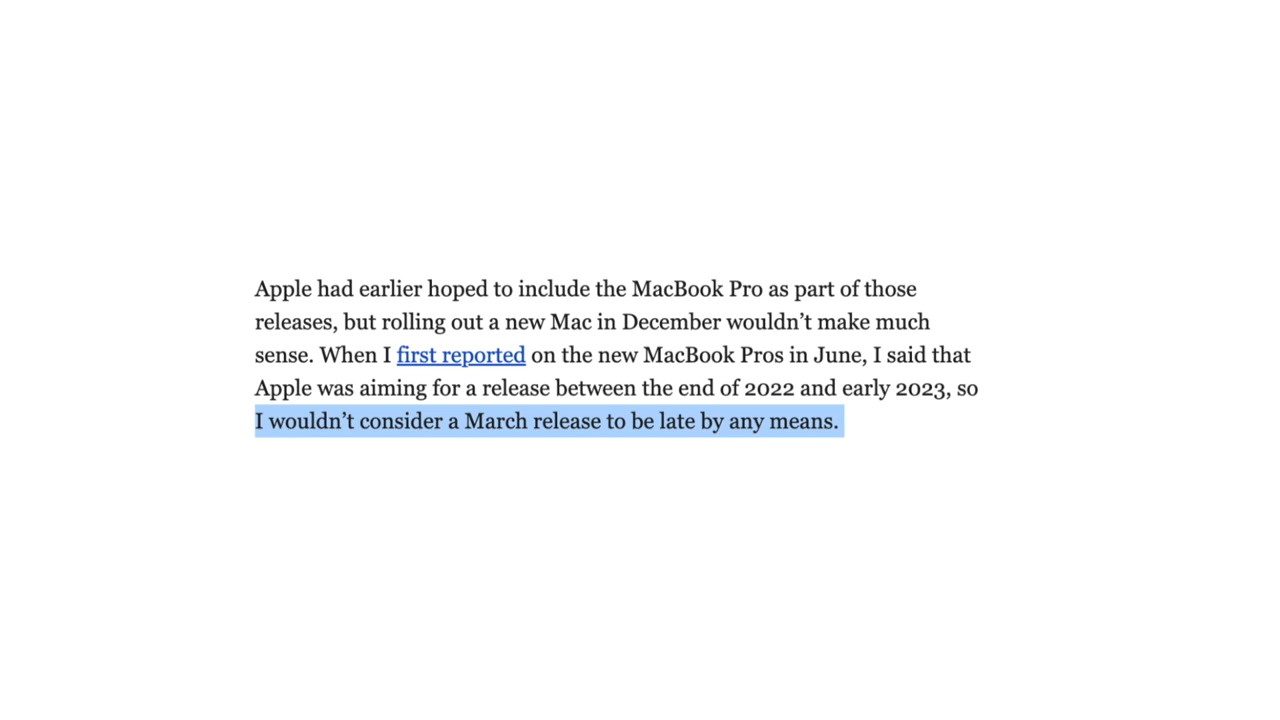 Apple had earlier hoped to include the MacBook Pro as part of those
releases, but rolling out a new Mac in December wouldn’t make much
sense. When I first reported on the new MacBook Pros in June, I said that
Apple was aiming for a release between the end of 2022 and early 2023, so
I wouldn’t consider a March release to be late by any means.